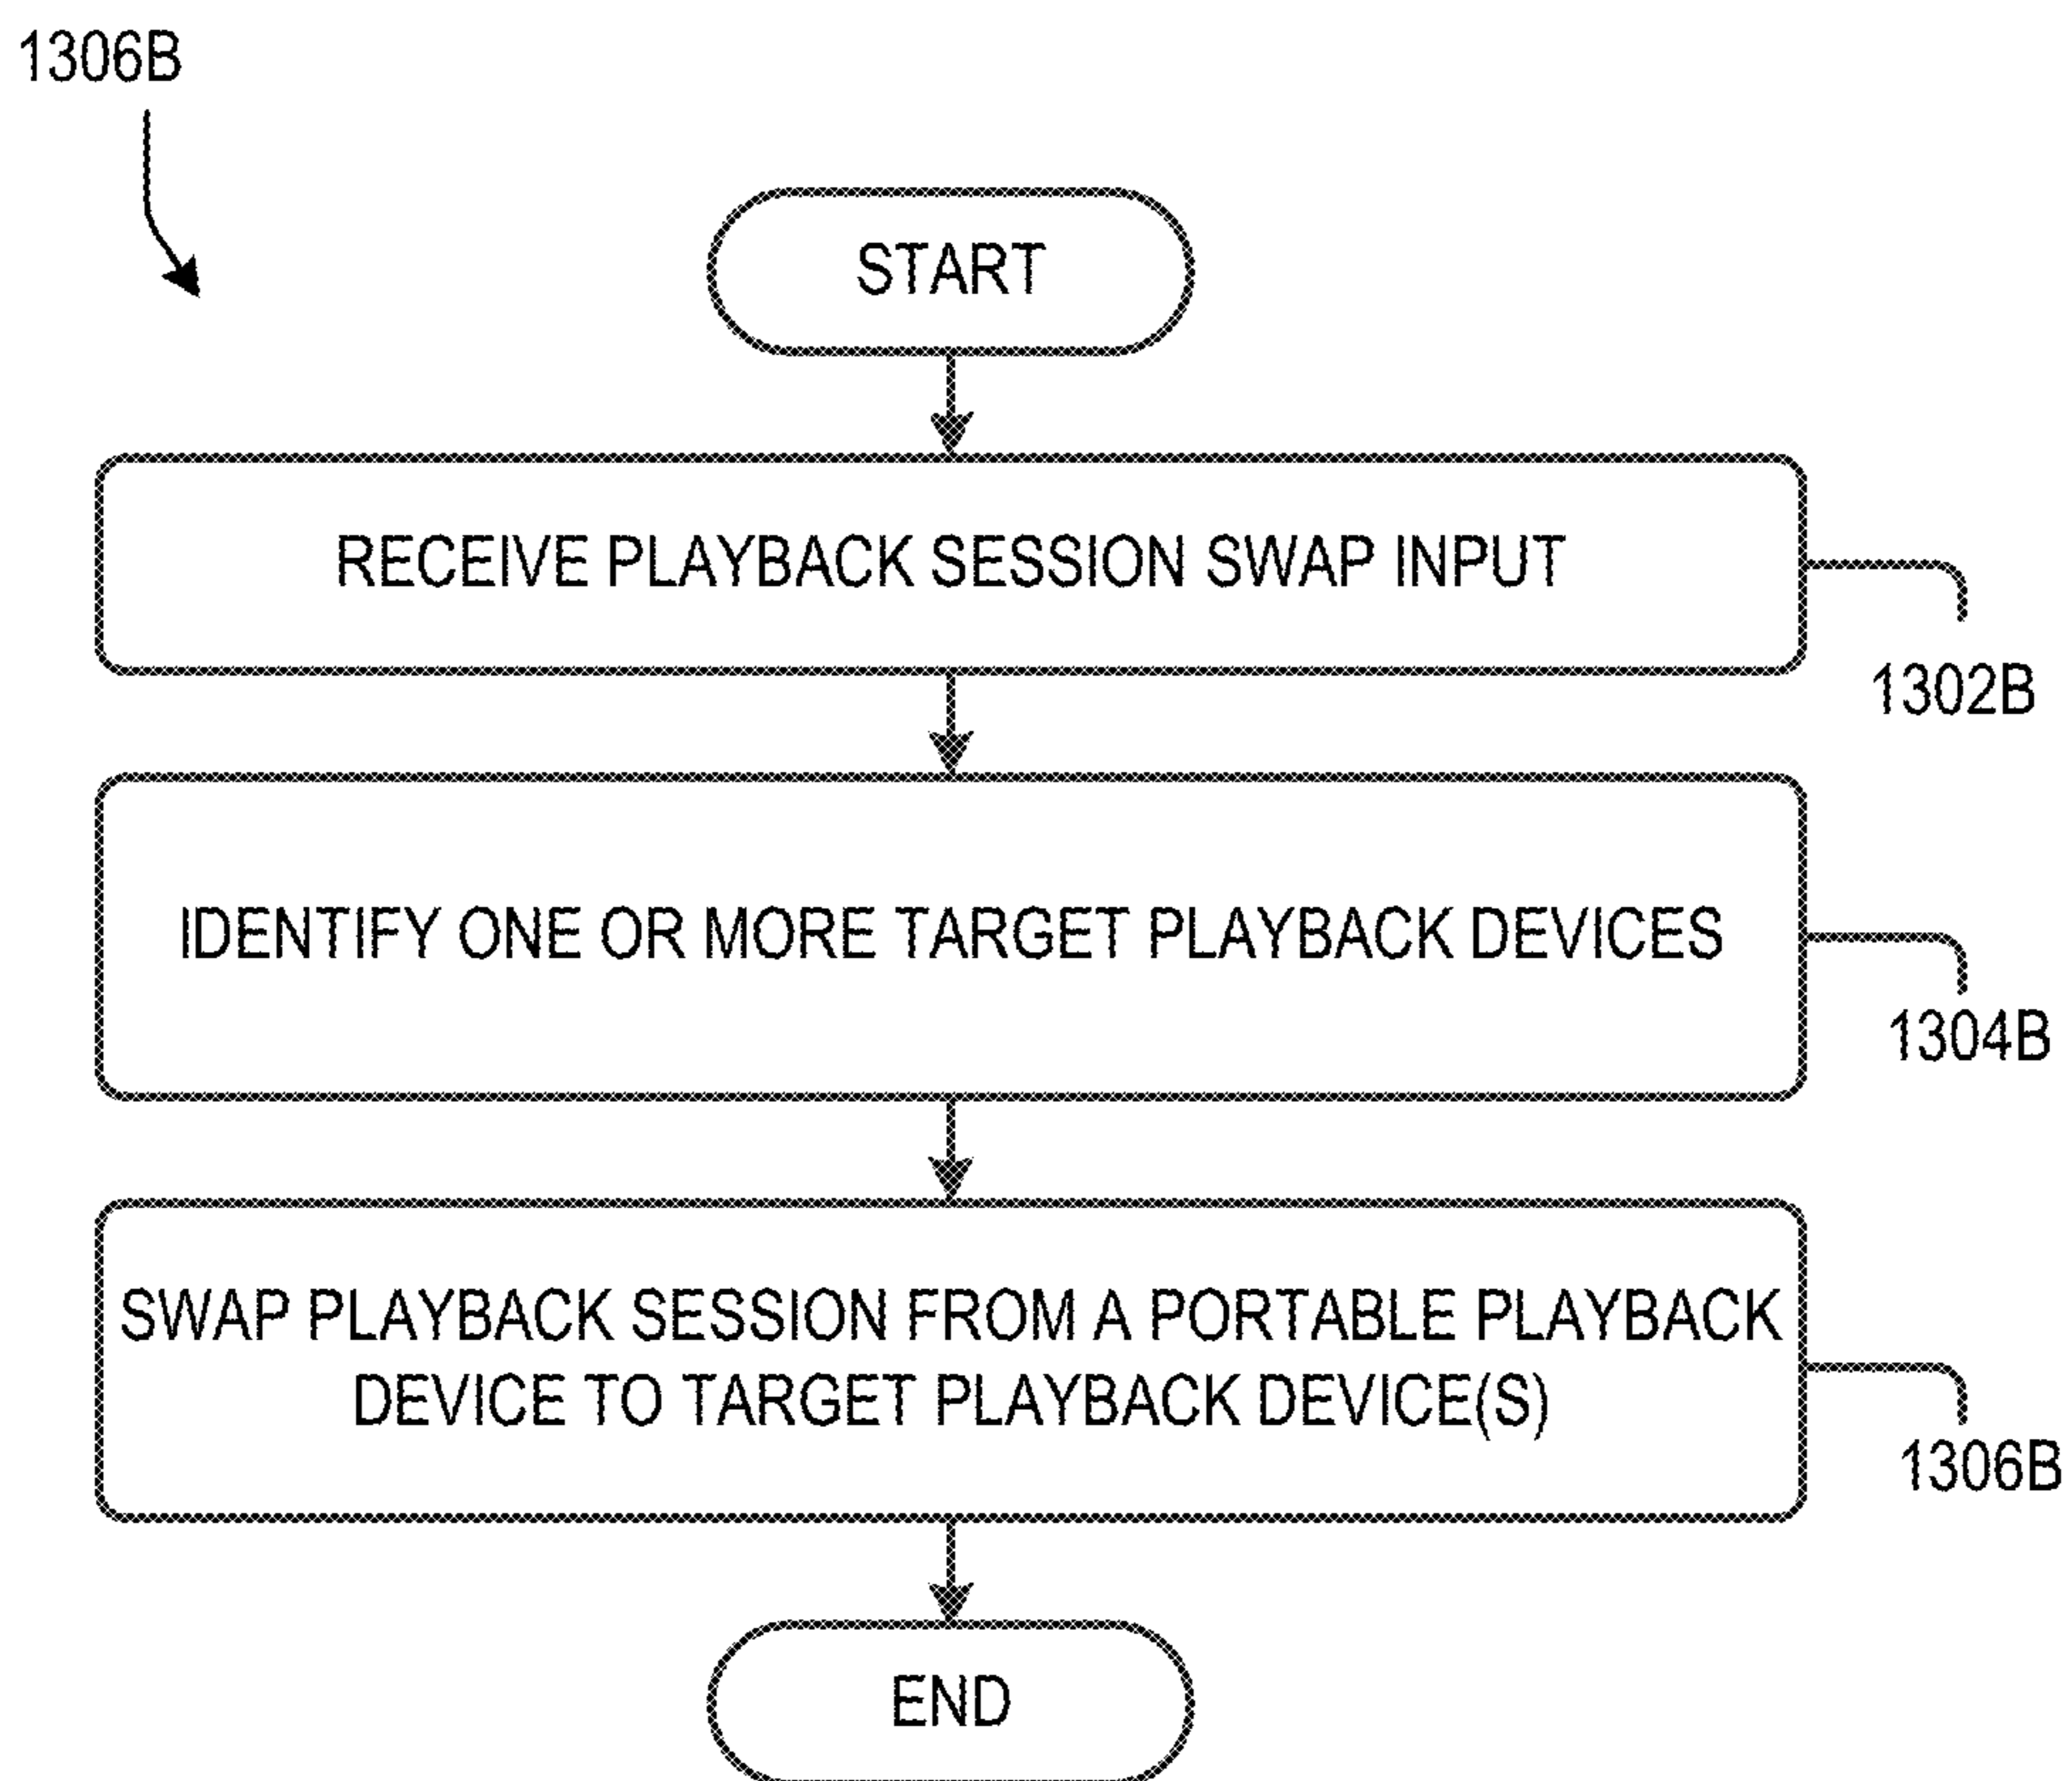 1306B
START
RECEIVE PLAYBACK SESSION SWAP INPUT
1302B
IDENTIFY ONE OR MORE TARGET PLAYBACK DEVICES
1304B
SWAP PLAYBACK SESSION FROM A PORTABLE PLAYBACK
DEVICE TO TARGET PLAYBACK DEVICE(S)
1306B
END